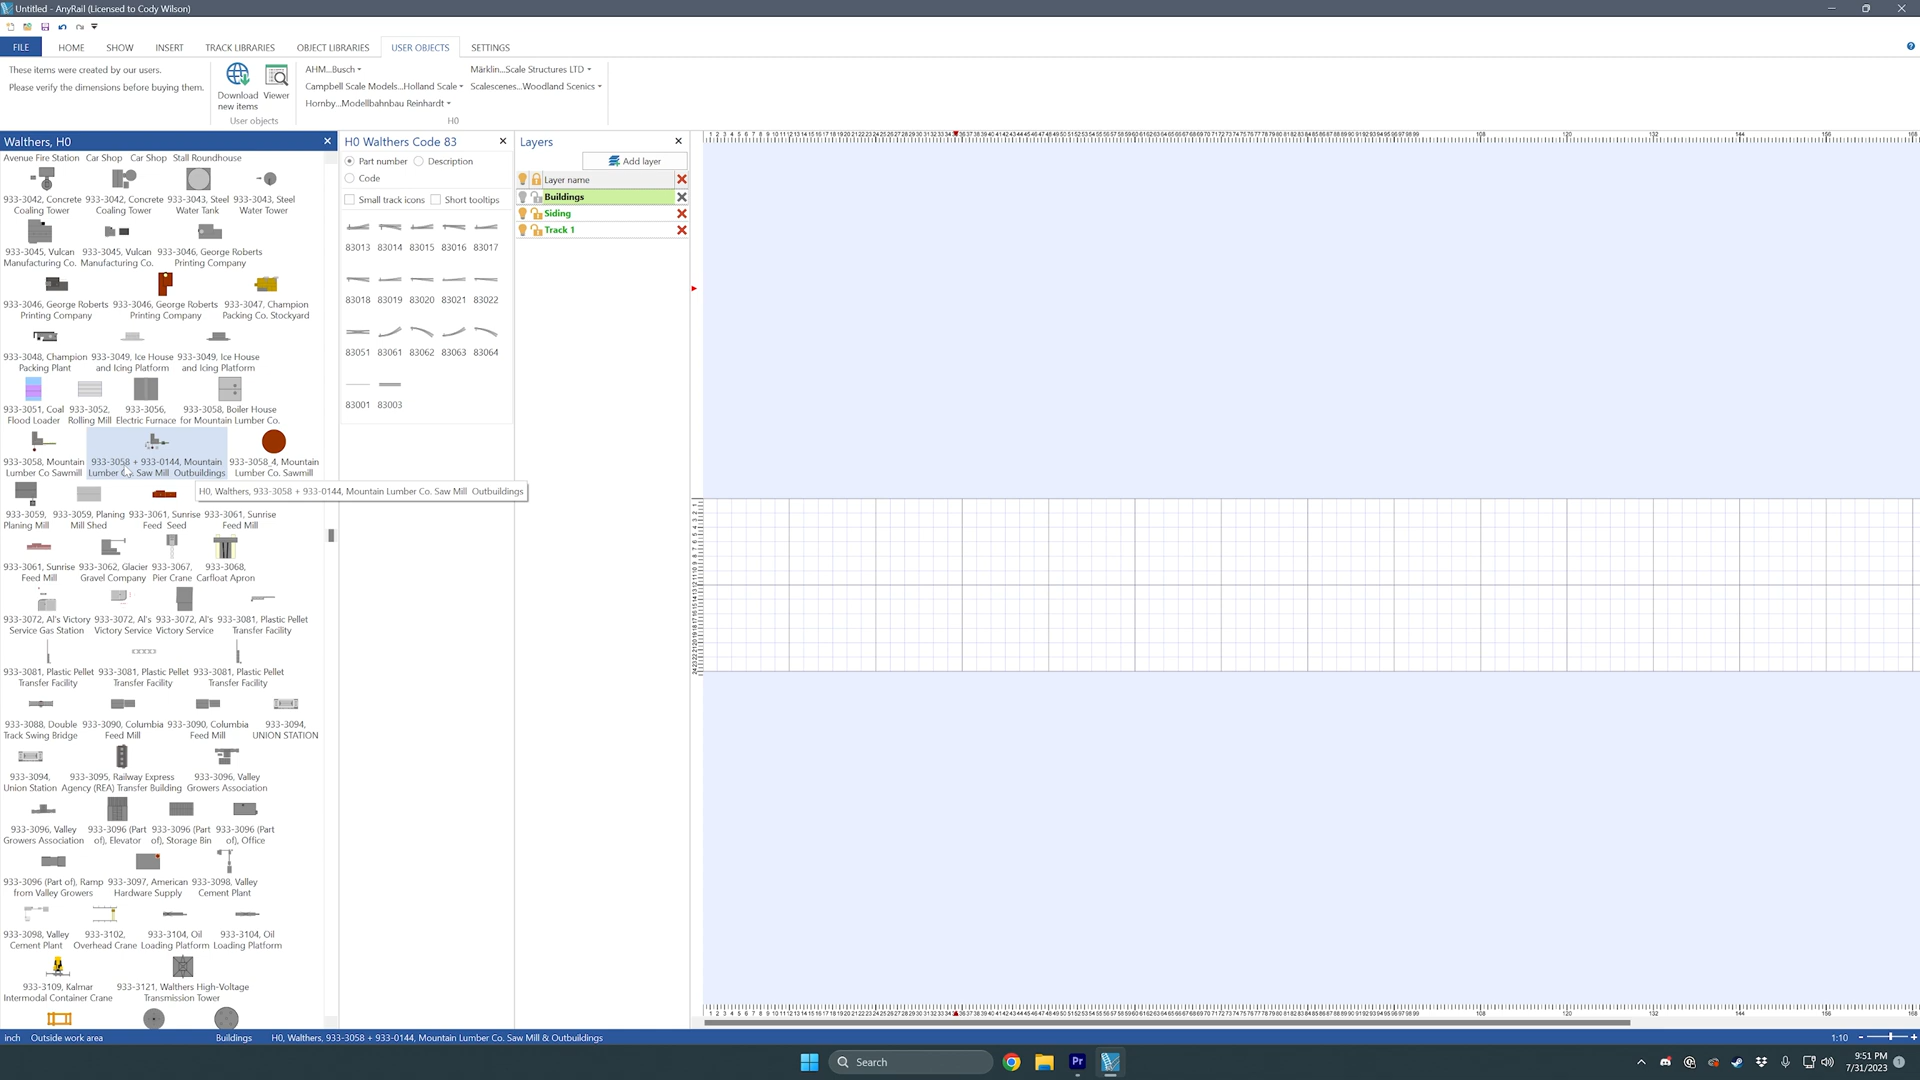 Untitled - AnyRail (Licensed to Cody Wilson)
FILE HOME SHOW INSERT TRACK LIBRARIES OBJECT LIBRARIES USER OBJECTS SETTINGS
These items were created by our users.
Please verify the dimensions before buying them.
Download new items
Viewer
User objects
AHM...Busch
Campbell Scale Models...Holland Scale
Hornby...Modellbahnbau Reinhardt
Märklin...Scale Structures LTD
Scalescenes...Woodland Scenics
H0
Walthers, H0
Avenue Fire Station Car Shop Car Shop Stall Roundhouse
933-3042, Concrete 933-3042, Concrete 933-3043, Steel 933-3043, Steel
Coaling Tower Coaling Tower Water Tank Water Tower
933-3045, Vulcan 933-3045, Vulcan 933-3046, George Roberts
Manufacturing Co. Manufacturing Co. Printing Company
933-3046, George Roberts 933-3046, George Roberts 933-3047, Champion
Printing Company Printing Company Packing Co. Stockyard
933-3048, Champion 933-3049, Ice House 933-3049, Ice House
Packing Plant and Icing Platform and Icing Platform
933-3051, Coal 933-3052, 933-3056, 933-3058, Boiler House
Flood Loader Rolling Mill Electric Furnace for Mountain Lumber Co.
933-3058, Mountain 933-3058 + 933-0144, Mountain 933-3058_4, Mountain
Lumber Co Sawmill Lumber Co. Saw Mill Outbuildings Lumber Co. Sawmill
H0, Walthers, 933-3058 + 933-0144, Mountain Lumber Co. Saw Mill Outbuildings
933-3059, 933-3059, Planing 933-3061, Sunrise 933-3061, Sunrise
Planing Mill Mill Shed Feed Seed Feed Mill
933-3061, Sunrise 933-3062, Glacier 933-3067, 933-3068,
Feed Mill Gravel Company Pier Crane Carfloat Apron
933-3072, Al's Victory 933-3072, Al's 933-3072, Al's 933-3081, Plastic Pellet
Service Gas Station Victory Service Victory Service Transfer Facility
933-3081, Plastic Pellet 933-3081, Plastic Pellet 933-3081, Plastic Pellet
Transfer Facility Transfer Facility Transfer Facility
933-3088, Double 933-3090, Columbia 933-3090, Columbia 933-3094,
Track Swing Bridge Feed Mill Feed Mill UNION STATION
933-3094, 933-3095, Railway Express 933-3096, Valley
Union Station Agency (REA) Transfer Building Growers Association
933-3096, Valley 933-3096 (Part 933-3096 (Part 933-3096 (Part
Growers Association of), Elevator of), Storage Bin of), Office
933-3096 (Part of), Ramp 933-3097, American 933-3098, Valley
from Valley Growers Hardware Supply Cement Plant
933-3098, Valley 933-3102, 933-3104, Oil 933-3104, Oil
Cement Plant Overhead Crane Loading Platform Loading Platform
933-3109, Kalmar 933-3121, Walthers High-Voltage
Intermodal Container Crane Transmission Tower
H0 Walthers Code 83
Part number Description
Code
Small track icons Short tooltips
83013 83014 83015 83016 83017
83018 83019 83020 83021 83022
83051 83061 83062 83063 83064
83001 83003
Layers
Add layer
Layer name
Buildings
Siding
Track 1
108 120 132 144 156 168
108 120 132 144 156 168
inch Outside work area Buildings H0, Walthers, 933-3058 + 933-0144, Mountain Lumber Co. Saw Mill & Outbuildings 1:10
Search
Pr
9:51 PM
7/31/2023
1